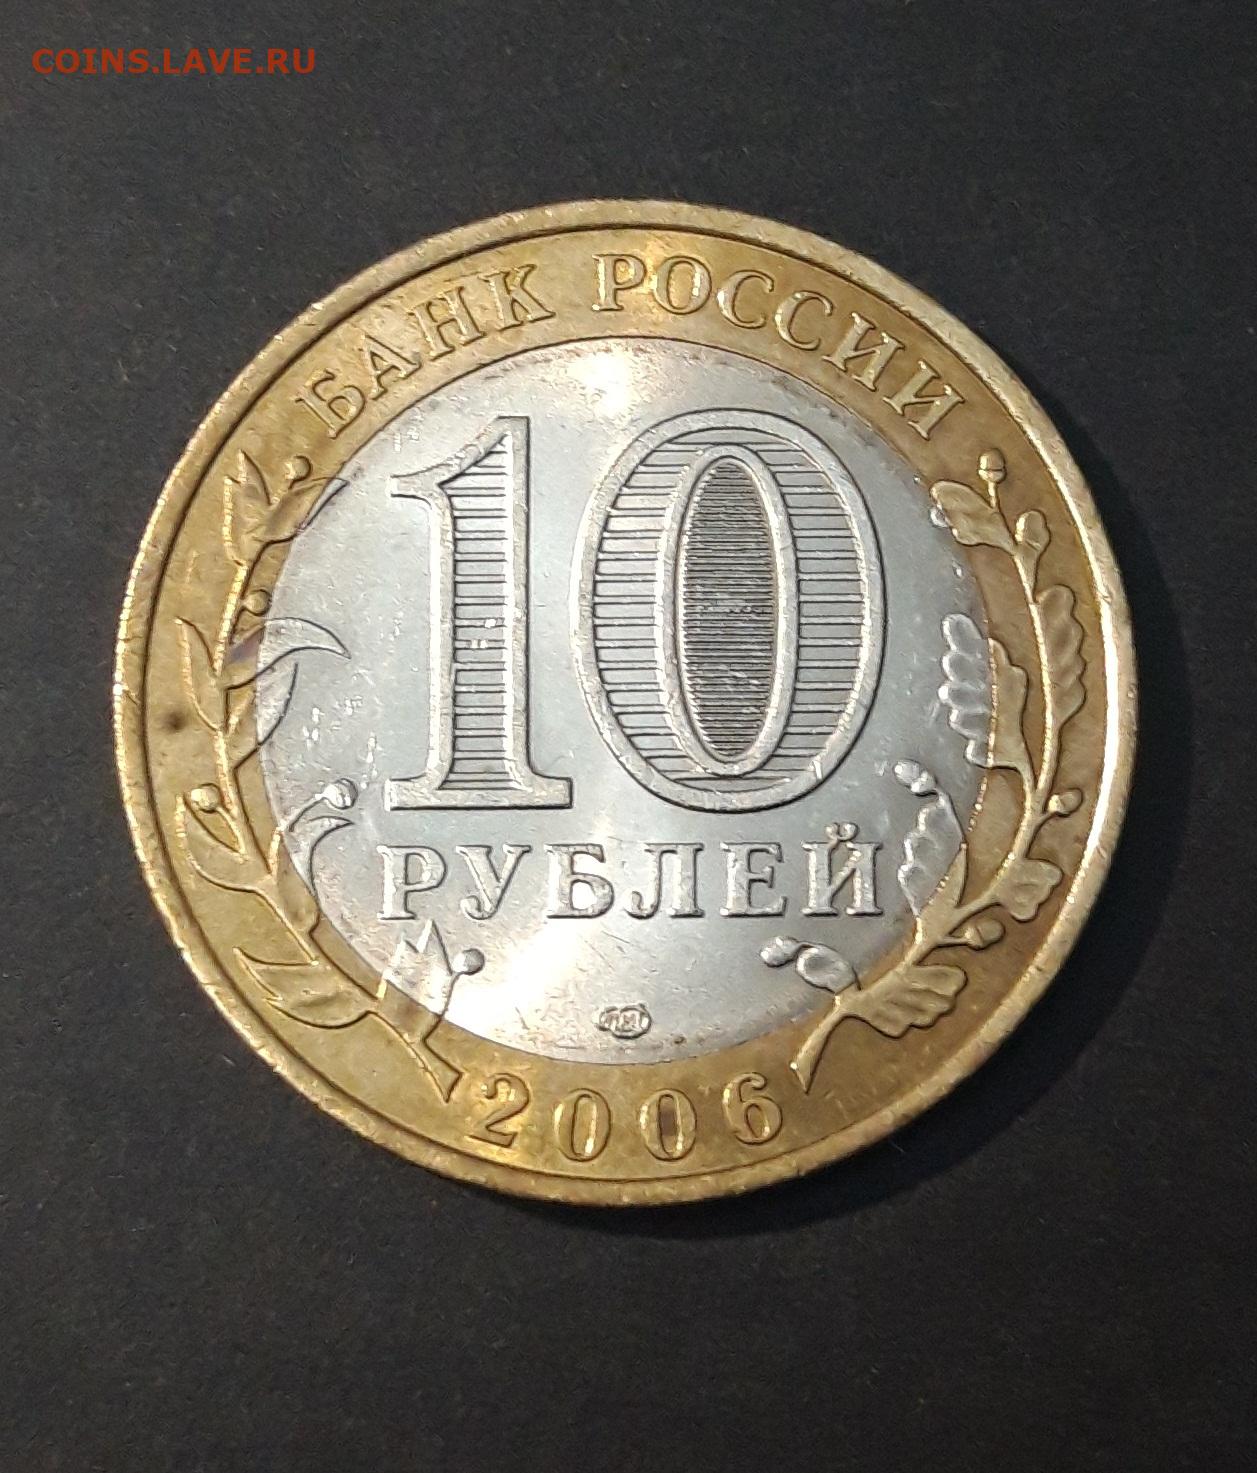 COINS.LAVE.RU
БАНК РОССИИ
10
РУБЛЕЙ
2006